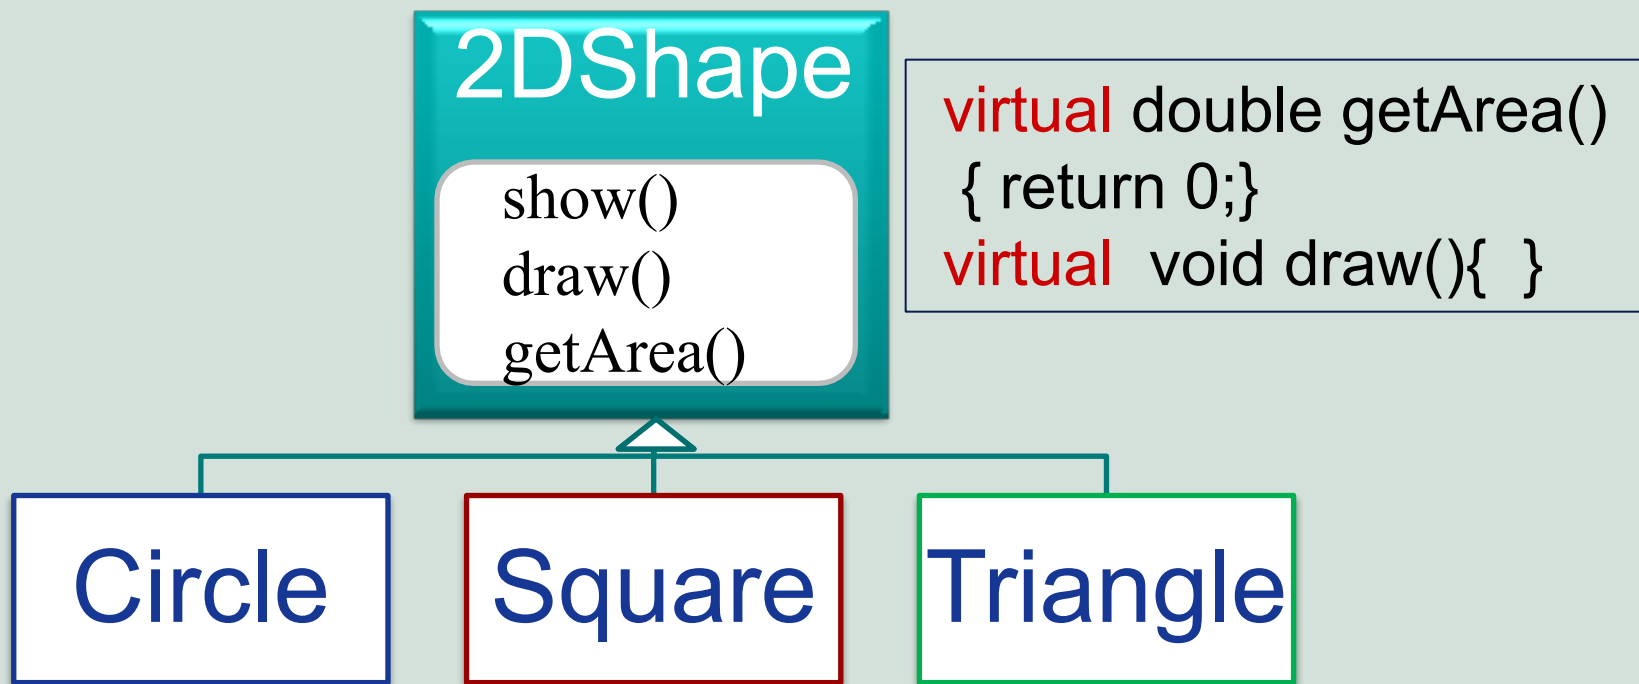 2DShape
show()
draw()
getArea()
virtual double getArea()
{ return 0;}
virtual  void draw(){  }
Circle
Square
Triangle